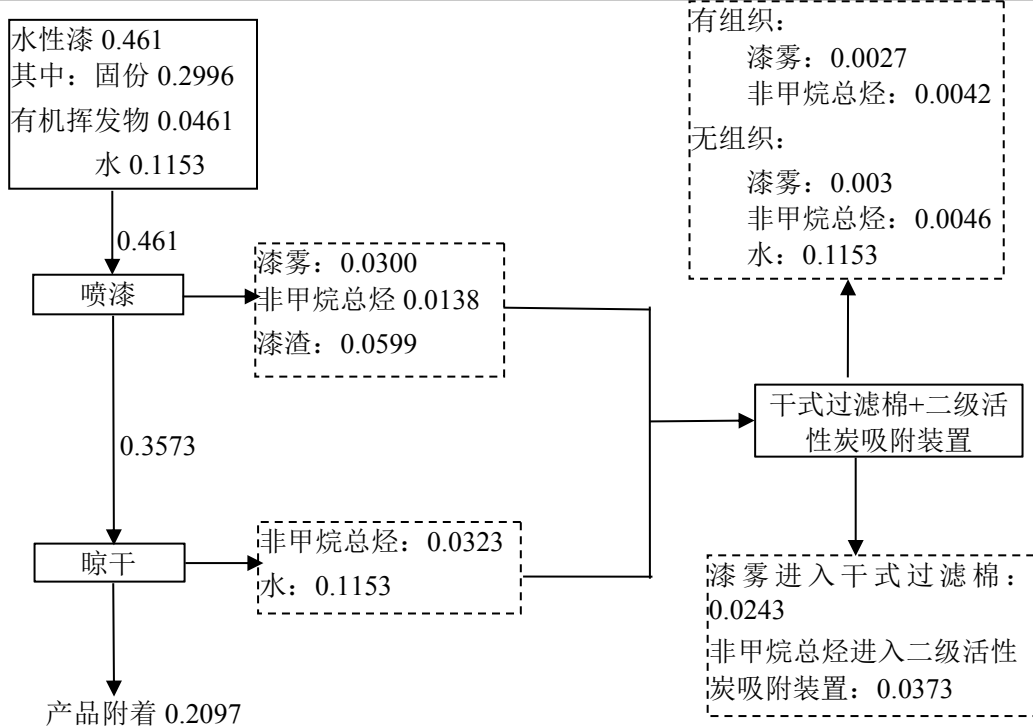 水性漆 0.461
其中：固份 0.2996
有机挥发物 0.0461
水 0.1153
0.461
喷漆
漆雾：0.0300
非甲烷总烃 0.0138
漆渣：0.0599
0.3573
晾干
非甲烷总烃：0.0323
水：0.1153
产品附着 0.2097
有组织：
漆雾：0.0027
非甲烷总烃：0.0042
无组织：
漆雾：0.003
非甲烷总烃：0.0046
水：0.1153
干式过滤棉+二级活
性炭吸附装置
漆雾进入干式过滤棉：
0.0243
非甲烷总烃进入二级活性
炭吸附装置：0.0373